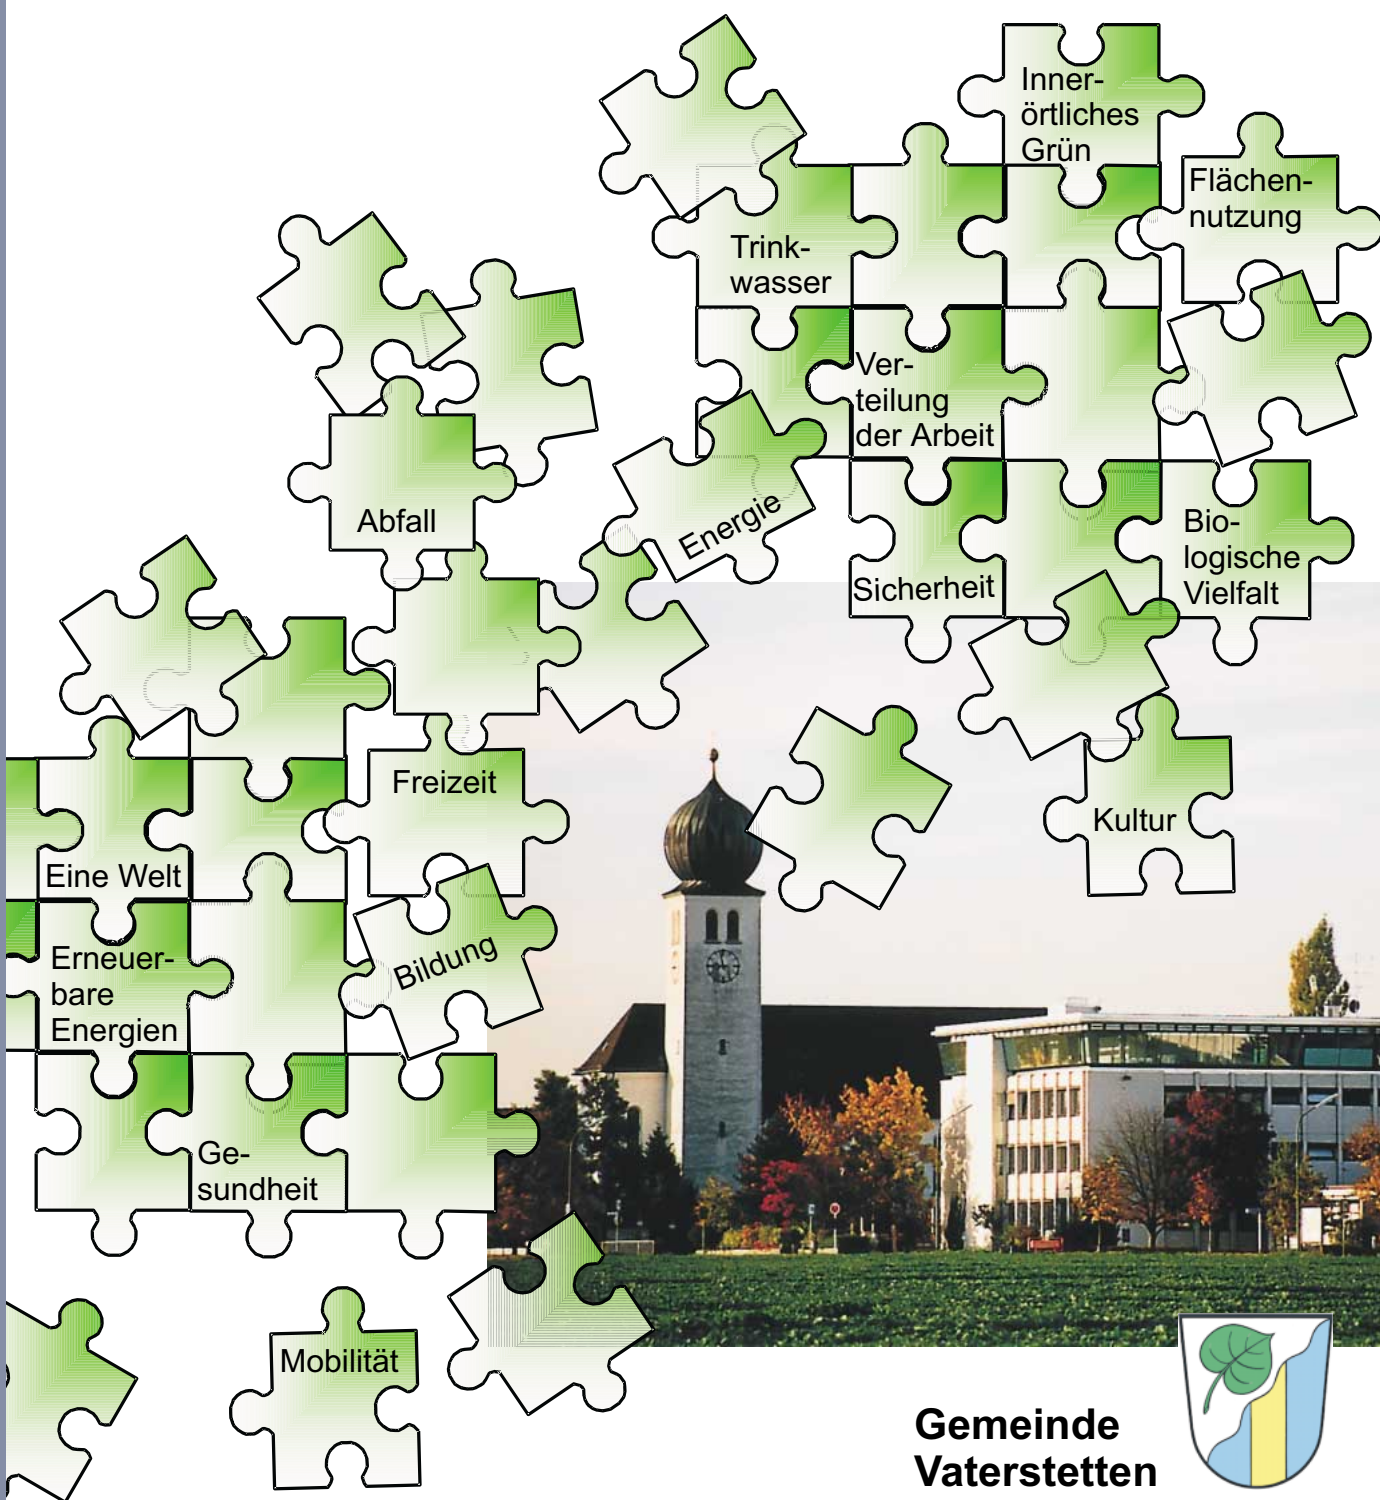 Inner-
örtliches
Grün
Flächen-
nutzung
Trink-
wasser
Ver-
teilung
der Arbeit
Energie
Abfall
Sicherheit
Bio-
logische
Vielfalt
Freizeit
Kultur
Eine Welt
Bildung
Erneuer-
bare
Energien
Ge-
sundheit
Mobilität
Gemeinde
Vaterstetten